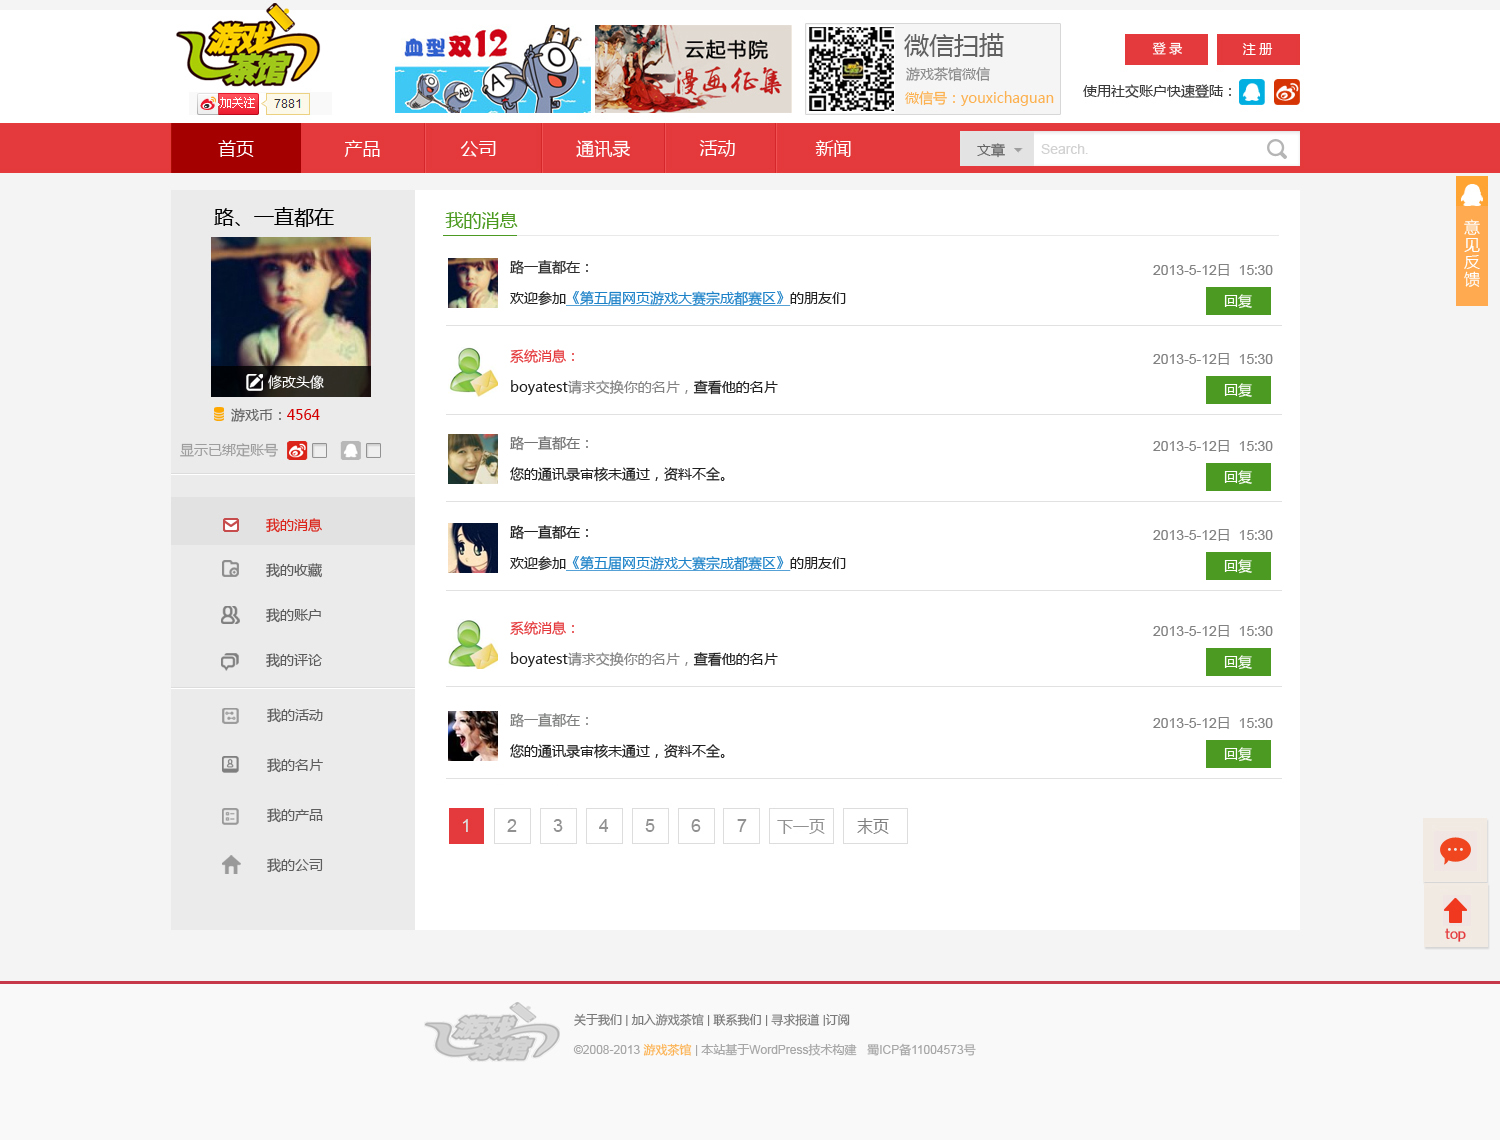 游戏茶馆
加关注 7881
血型双12
云起书院
漫画征集
微信扫描
游戏茶馆微信
微信号：youxichaguan
登 录 注 册
使用社交账户快速登陆：
首页 产品 公司 通讯录 活动 新闻 文章 Search.
路、一直都在
修改头像
游戏币：4564
显示已绑定账号
我的消息
我的收藏
我的账户
我的评论
我的活动
我的名片
我的产品
我的公司
我的消息
路一直都在：
2013-5-12日 15:30
欢迎参加《第五届网页游戏大赛宗成都赛区》的朋友们
回复
系统消息：
2013-5-12日 15:30
boyatest请求交换你的名片，查看他的名片
回复
路一直都在：
2013-5-12日 15:30
您的通讯录审核未通过，资料不全。
回复
路一直都在：
2013-5-12日 15:30
欢迎参加《第五届网页游戏大赛宗成都赛区》的朋友们
回复
系统消息：
2013-5-12日 15:30
boyatest请求交换你的名片，查看他的名片
回复
路一直都在：
2013-5-12日 15:30
您的通讯录审核未通过，资料不全。
回复
1 2 3 4 5 6 7 下一页 末页
意见反馈
top
游戏茶馆
关于我们 | 加入游戏茶馆 | 联系我们 | 寻求报道 |订阅
©2008-2013 游戏茶馆 | 本站基于WordPress技术构建 蜀ICP备11004573号